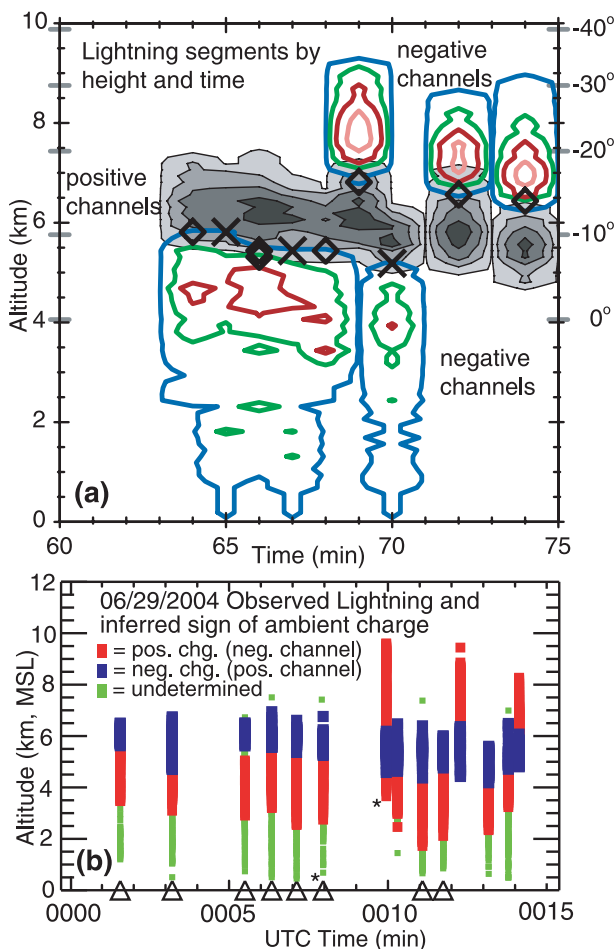 10
8
6
4
2
0
Altitude (km)
Lightning segments by
height and time
negative
channels
positive
channels
negative
channels
-40°
-30°
-20°
-10°
0°
(a)
60
65
70
75
Time (min)
12
10
8
6
4
2
0
Altitude (km, MSL)
06/29/2004 Observed Lightning and
inferred sign of ambient charge
= pos. chg. (neg. channel)
= neg. chg. (pos. channel)
= undetermined
*
*
(b)
0000
0005
0010
0015
UTC Time (min)